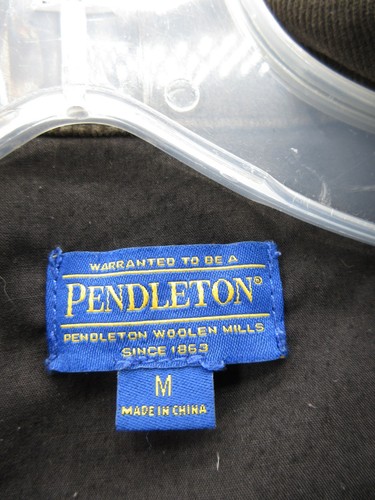 WARRANTED TO BE A
PENDLETON®
PENDLETON WOOLEN MILLS
SINCE 1863
M
MADE IN CHINA